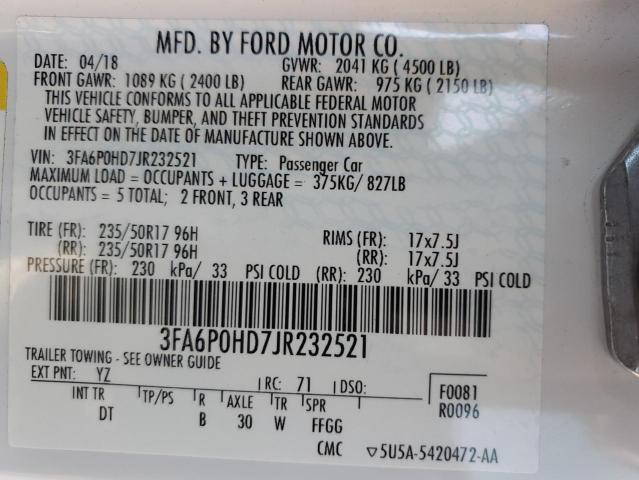 MFD. BY FORD MOTOR CO.
DATE: 04/18 GVWR: 2041 KG ( 4500 LB)
FRONT GAWR: 1089 KG ( 2400 LB) REAR GAWR: 975 KG ( 2150 LB)
THIS VEHICLE CONFORMS TO ALL APPLICABLE FEDERAL MOTOR
VEHICLE SAFETY, BUMPER, AND THEFT PREVENTION STANDARDS
IN EFFECT ON THE DATE OF MANUFACTURE SHOWN ABOVE.
VIN: 3FA6P0HD7JR232521 TYPE: Passenger Car
MAXIMUM LOAD = OCCUPANTS + LUGGAGE = 375KG/ 827LB
OCCUPANTS = 5 TOTAL; 2 FRONT, 3 REAR
TIRE (FR): 235/50R17 96H RIMS (FR): 17x7.5J
(RR): 235/50R17 96H (RR): 17x7.5J
PRESSURE (FR): 230 kPa/ 33 PSI COLD (RR): 230 kPa/ 33 PSI COLD
3FA6P0HD7JR232521
TRAILER TOWING - SEE OWNER GUIDE
EXT PNT: YZ RC: 71 DSO: F0081
INT TR TP/PS R AXLE TR SPR R0096
DT B 30 W FFGG
CMC ▽5U5A-5420472-AA